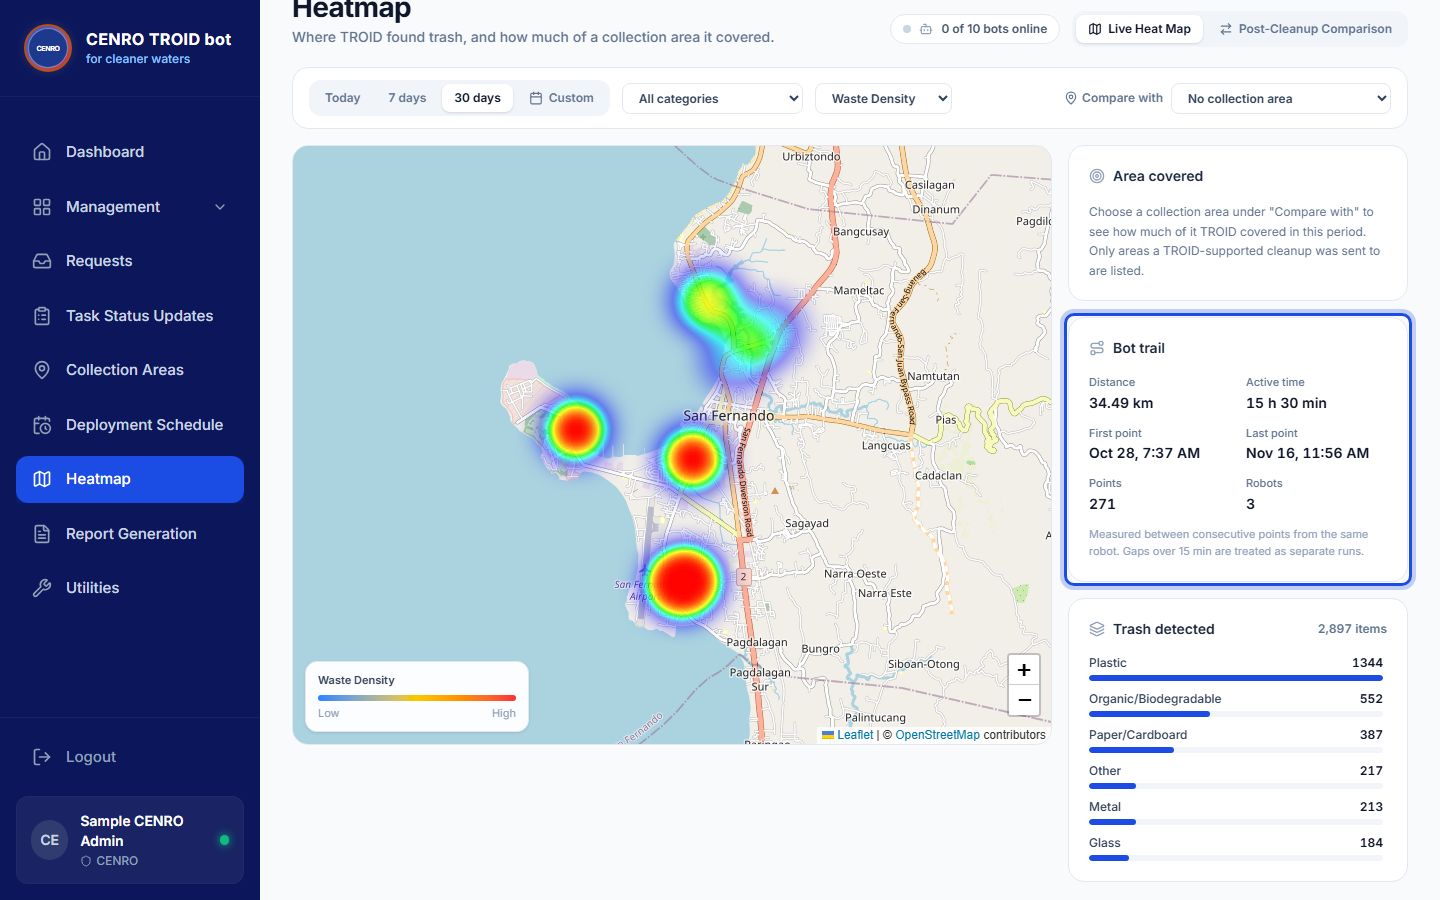 CENRO
CENRO TROID bot
for cleaner waters
Dashboard
Management
Requests
Task Status Updates
Collection Areas
Deployment Schedule
Heatmap
Report Generation
Utilities
Logout
CE
Sample CENRO
Admin
CENRO
Heatmap
Where TROID found trash, and how much of a collection area it covered.
0 of 10 bots online
Live Heat Map
Post-Cleanup Comparison
Today
7 days
30 days
Custom
All categories
Waste Density
Compare with
No collection area
Urbiztondo
Casilagan
Dinanum
Bangcusay
Mameltac
Bauang-San Fernando-San Juan Bypass Road
Namtutan
San Fernando
Pias
Langcuas
Cadaclan
San Fernando Diversion Road
Sagayad
2
Narra Oeste
Narra Este
Pagdalagan
Bungro
Siboan-Otong
Pagdalagan
Sur
Palintucang
Waste Density
Low
High
+
−
Leaflet | © OpenStreetMap contributors
Area covered
Choose a collection area under "Compare with" to
see how much of it TROID covered in this period.
Only areas a TROID-supported cleanup was sent to
are listed.
Bot trail
Distance
Active time
34.49 km
15 h 30 min
First point
Last point
Oct 28, 7:37 AM
Nov 16, 11:56 AM
Points
Robots
271
3
Measured between consecutive points from the same
robot. Gaps over 15 min are treated as separate runs.
Trash detected
2,897 items
Plastic
1344
Organic/Biodegradable
552
Paper/Cardboard
387
Other
217
Metal
213
Glass
184